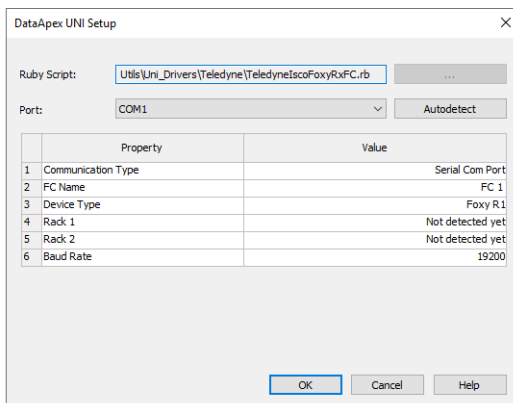 DataApex UNI Setup
Ruby Script: Utils\Uni_Drivers\Teledyne\TeledyneIscoFoxyRxFC.rb ...
Port: COM1 Autodetect
Property Value
1 Communication Type Serial Com Port
2 FC Name FC 1
3 Device Type Foxy R1
4 Rack 1 Not detected yet
5 Rack 2 Not detected yet
6 Baud Rate 19200
OK Cancel Help